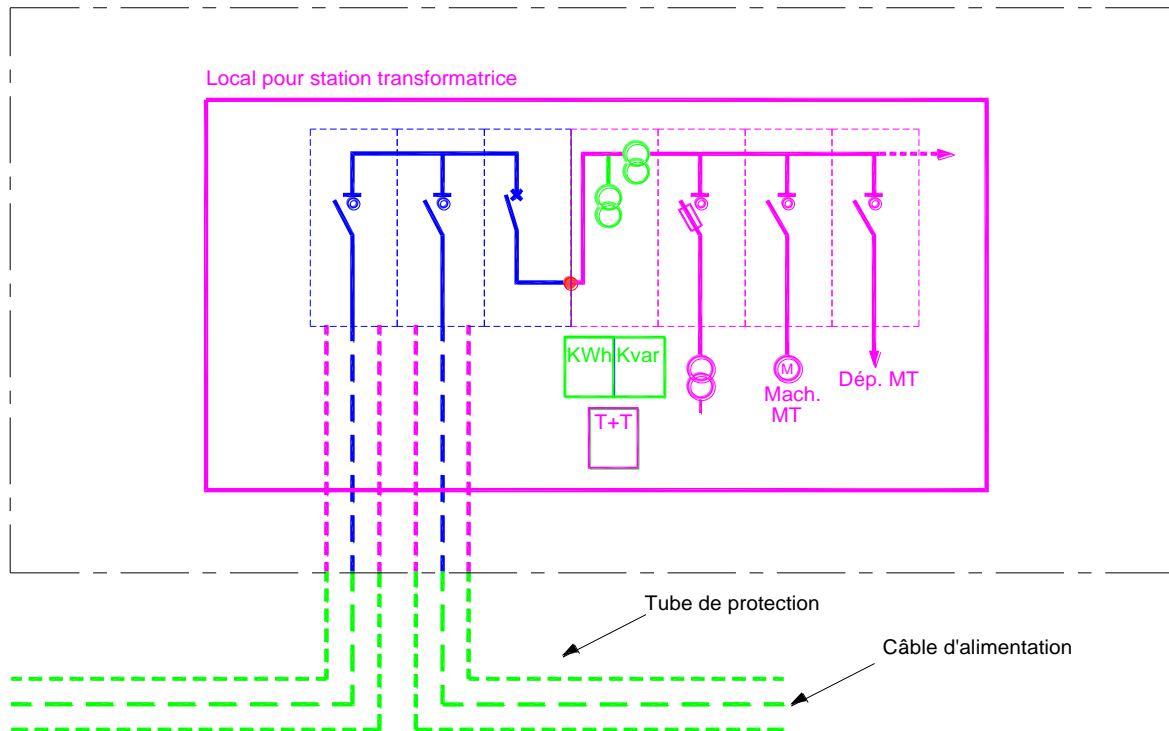 Local pour station transformatrice
KWh Kvar
T+T
M
Mach.
MT
Dép. MT
Tube de protection
Câble d'alimentation